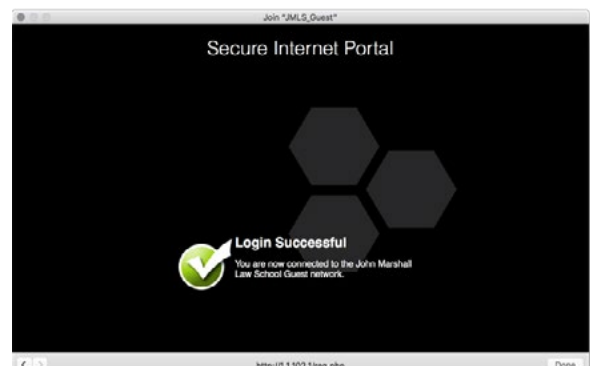 Join "JMLS_Guest"
Secure Internet Portal
Login Successful
You are now connected to the John Marshall
Law School Guest network.
Done